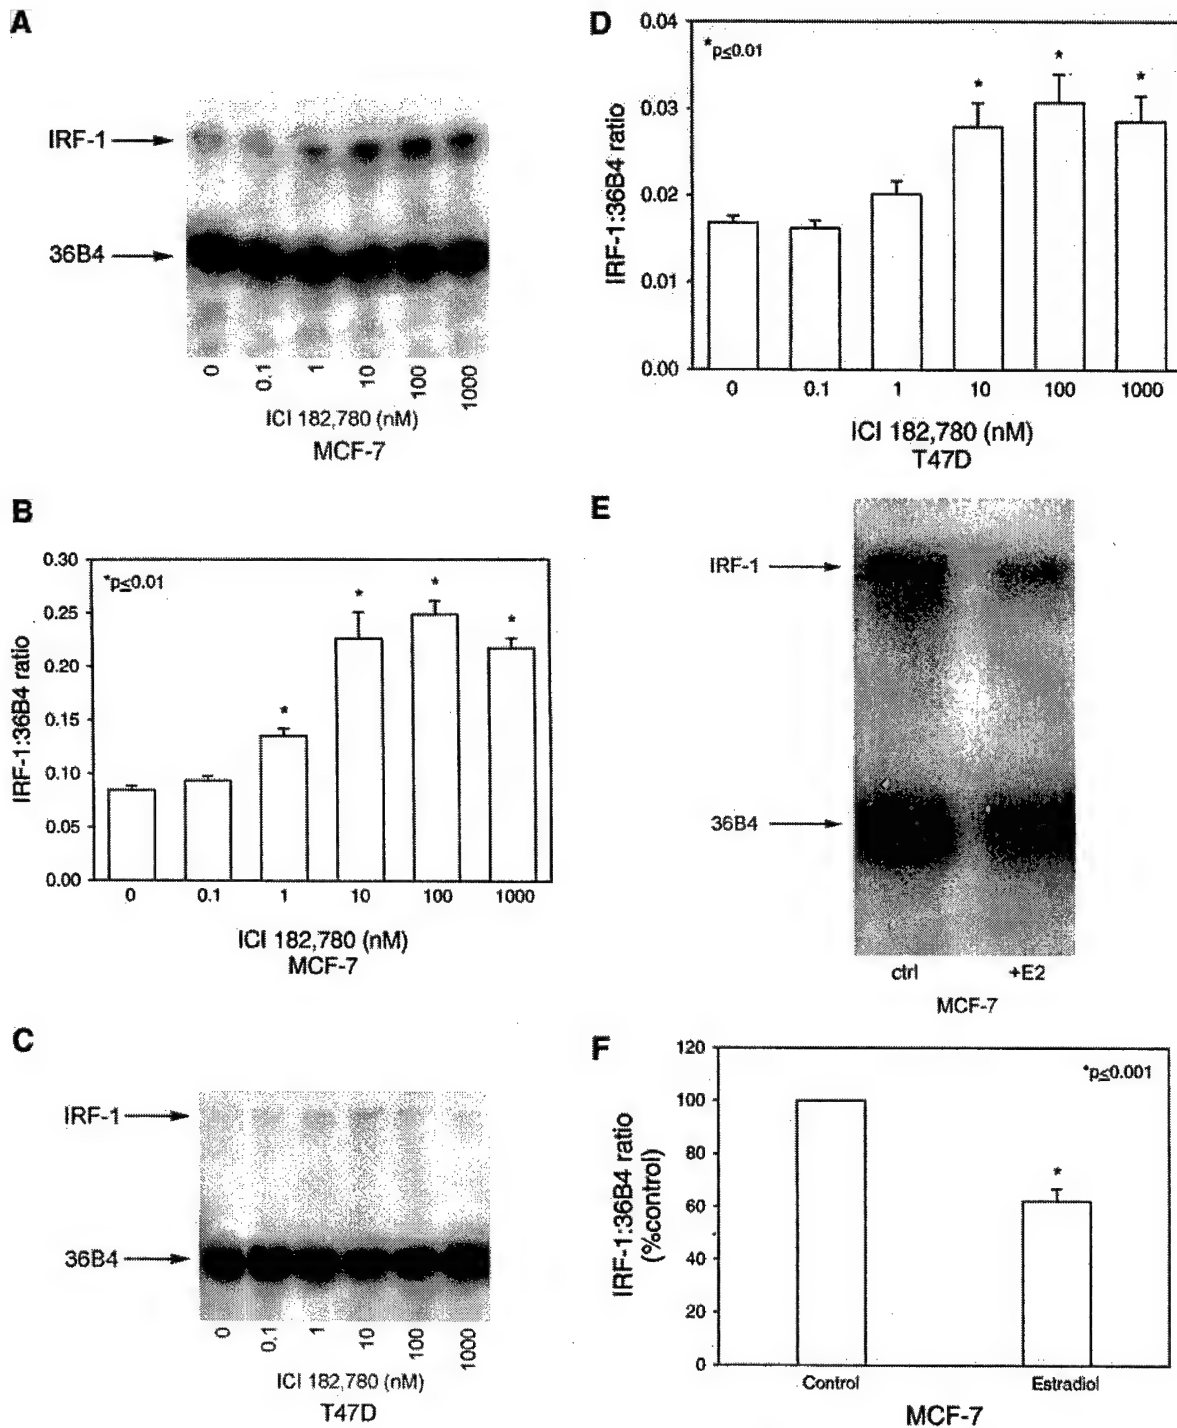 A
IRF-1
36B4
0 0.1 1 10 100 1000
ICI 182,780 (nM)
MCF-7
B
0.30
0.25
0.20
0.15
0.10
0.05
0.00
*p≤0.01
* * * *
IRF-1:36B4 ratio
0 0.1 1 10 100 1000
ICI 182,780 (nM)
MCF-7
C
IRF-1
36B4
0 0.1 1 10 100 1000
ICI 182,780 (nM)
T47D
D
0.04
0.03
0.02
0.01
0.00
*p≤0.01
* * *
IRF-1:36B4 ratio
0 0.1 1 10 100 1000
ICI 182,780 (nM)
T47D
E
IRF-1
36B4
ctrl +E2
MCF-7
F
120
100
80
60
40
20
0
*p≤0.001
*
IRF-1:36B4 ratio
(%control)
Control Estradiol
MCF-7